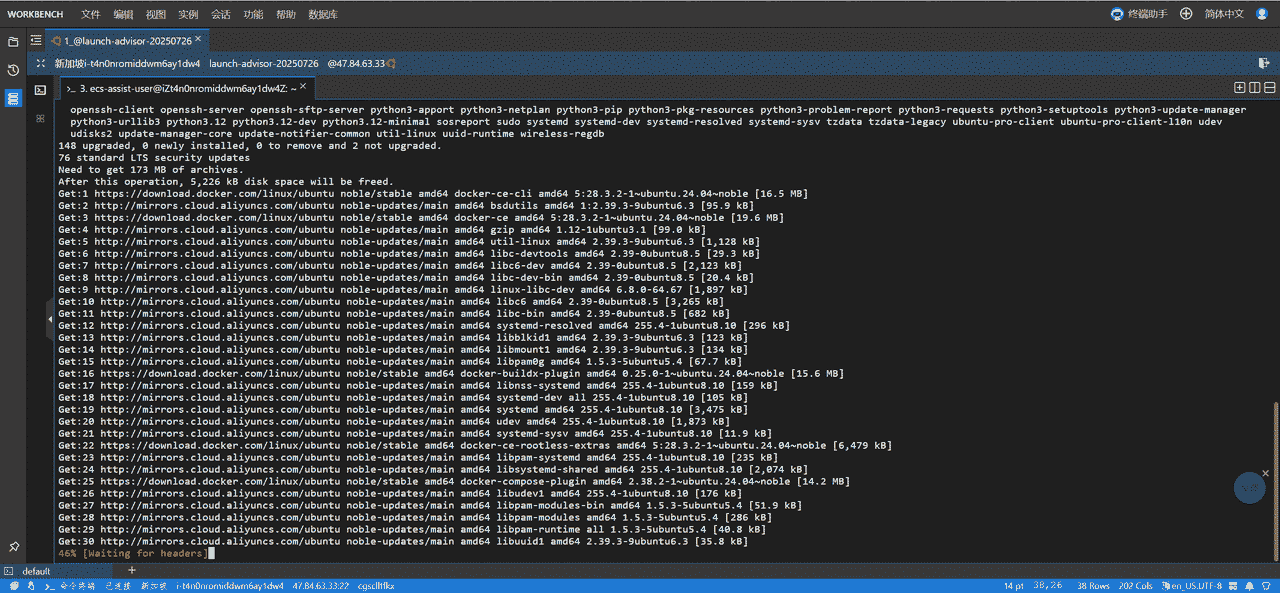 WORKBENCH 文件 编辑 视图 实例 会话 功能 帮助 数据库 终端助手 简体中文
1_@launch-advisor-20250726
新加坡i-t4n0nromiddwm6ay1dw4 launch-advisor-20250726 @47.84.63.33
3. ecs-assist-user@iZt4n0nromiddwm6ay1dw4Z: ~
openssh-client openssh-server openssh-sftp-server python3-apport python3-netplan python3-pip python3-pkg-resources python3-problem-report python3-requests python3-setuptools python3-update-manager
python3-urllib3 python3.12 python3.12-dev python3.12-minimal sosreport sudo systemd systemd-dev systemd-resolved systemd-sysv tzdata tzdata-legacy ubuntu-pro-client ubuntu-pro-client-l10n udev
udisks2 update-manager-core update-notifier-common util-linux uuid-runtime wireless-regdb
148 upgraded, 0 newly installed, 0 to remove and 2 not upgraded.
76 standard LTS security updates
Need to get 173 MB of archives.
After this operation, 5,226 kB disk space will be freed.
Get:1 https://download.docker.com/linux/ubuntu noble/stable amd64 docker-ce-cli amd64 5:28.3.2-1~ubuntu.24.04~noble [16.5 MB]
Get:2 http://mirrors.cloud.aliyuncs.com/ubuntu noble-updates/main amd64 bsdutils amd64 1:2.39.3-9ubuntu6.3 [95.9 kB]
Get:3 https://download.docker.com/linux/ubuntu noble/stable amd64 docker-ce amd64 5:28.3.2-1~ubuntu.24.04~noble [19.6 MB]
Get:4 http://mirrors.cloud.aliyuncs.com/ubuntu noble-updates/main amd64 gzip amd64 1.12-1ubuntu3.1 [99.0 kB]
Get:5 http://mirrors.cloud.aliyuncs.com/ubuntu noble-updates/main amd64 util-linux amd64 2.39.3-9ubuntu6.3 [1,128 kB]
Get:6 http://mirrors.cloud.aliyuncs.com/ubuntu noble-updates/main amd64 libc-devtools amd64 2.39-0ubuntu8.5 [29.3 kB]
Get:7 http://mirrors.cloud.aliyuncs.com/ubuntu noble-updates/main amd64 libc6-dev amd64 2.39-0ubuntu8.5 [2,123 kB]
Get:8 http://mirrors.cloud.aliyuncs.com/ubuntu noble-updates/main amd64 libc-dev-bin amd64 2.39-0ubuntu8.5 [20.4 kB]
Get:9 http://mirrors.cloud.aliyuncs.com/ubuntu noble-updates/main amd64 linux-libc-dev amd64 6.8.0-64.67 [1,897 kB]
Get:10 http://mirrors.cloud.aliyuncs.com/ubuntu noble-updates/main amd64 libc6 amd64 2.39-0ubuntu8.5 [3,265 kB]
Get:11 http://mirrors.cloud.aliyuncs.com/ubuntu noble-updates/main amd64 libc-bin amd64 2.39-0ubuntu8.5 [682 kB]
Get:12 http://mirrors.cloud.aliyuncs.com/ubuntu noble-updates/main amd64 systemd-resolved amd64 255.4-1ubuntu8.10 [296 kB]
Get:13 http://mirrors.cloud.aliyuncs.com/ubuntu noble-updates/main amd64 libblkid1 amd64 2.39.3-9ubuntu6.3 [123 kB]
Get:14 http://mirrors.cloud.aliyuncs.com/ubuntu noble-updates/main amd64 libmount1 amd64 2.39.3-9ubuntu6.3 [134 kB]
Get:15 http://mirrors.cloud.aliyuncs.com/ubuntu noble-updates/main amd64 libpam0g amd64 1.5.3-5ubuntu5.4 [67.7 kB]
Get:16 https://download.docker.com/linux/ubuntu noble/stable amd64 docker-buildx-plugin amd64 0.25.0-1~ubuntu.24.04~noble [15.6 MB]
Get:17 http://mirrors.cloud.aliyuncs.com/ubuntu noble-updates/main amd64 libnss-systemd amd64 255.4-1ubuntu8.10 [159 kB]
Get:18 http://mirrors.cloud.aliyuncs.com/ubuntu noble-updates/main amd64 systemd-dev all 255.4-1ubuntu8.10 [105 kB]
Get:19 http://mirrors.cloud.aliyuncs.com/ubuntu noble-updates/main amd64 systemd amd64 255.4-1ubuntu8.10 [3,475 kB]
Get:20 http://mirrors.cloud.aliyuncs.com/ubuntu noble-updates/main amd64 udev amd64 255.4-1ubuntu8.10 [1,873 kB]
Get:21 http://mirrors.cloud.aliyuncs.com/ubuntu noble-updates/main amd64 systemd-sysv amd64 255.4-1ubuntu8.10 [11.9 kB]
Get:22 https://download.docker.com/linux/ubuntu noble/stable amd64 docker-ce-rootless-extras amd64 5:28.3.2-1~ubuntu.24.04~noble [6,479 kB]
Get:23 http://mirrors.cloud.aliyuncs.com/ubuntu noble-updates/main amd64 libpam-systemd amd64 255.4-1ubuntu8.10 [235 kB]
Get:24 http://mirrors.cloud.aliyuncs.com/ubuntu noble-updates/main amd64 libsystemd-shared amd64 255.4-1ubuntu8.10 [2,074 kB]
Get:25 https://download.docker.com/linux/ubuntu noble/stable amd64 docker-compose-plugin amd64 2.38.2-1~ubuntu.24.04~noble [14.2 MB]
Get:26 http://mirrors.cloud.aliyuncs.com/ubuntu noble-updates/main amd64 libudev1 amd64 255.4-1ubuntu8.10 [176 kB]
Get:27 http://mirrors.cloud.aliyuncs.com/ubuntu noble-updates/main amd64 libpam-modules-bin amd64 1.5.3-5ubuntu5.4 [51.9 kB]
Get:28 http://mirrors.cloud.aliyuncs.com/ubuntu noble-updates/main amd64 libpam-modules amd64 1.5.3-5ubuntu5.4 [286 kB]
Get:29 http://mirrors.cloud.aliyuncs.com/ubuntu noble-updates/main amd64 libpam-runtime all 1.5.3-5ubuntu5.4 [40.8 kB]
Get:30 http://mirrors.cloud.aliyuncs.com/ubuntu noble-updates/main amd64 libuuid1 amd64 2.39.3-9ubuntu6.3 [35.8 kB]
46% [Waiting for headers]
default
命令终端 已连接 新加坡 i-t4n0nromiddwm6ay1dw4 47.84.63.33:22 14 pt 38,26 38 Rows 202 Cols en_US.UTF-8